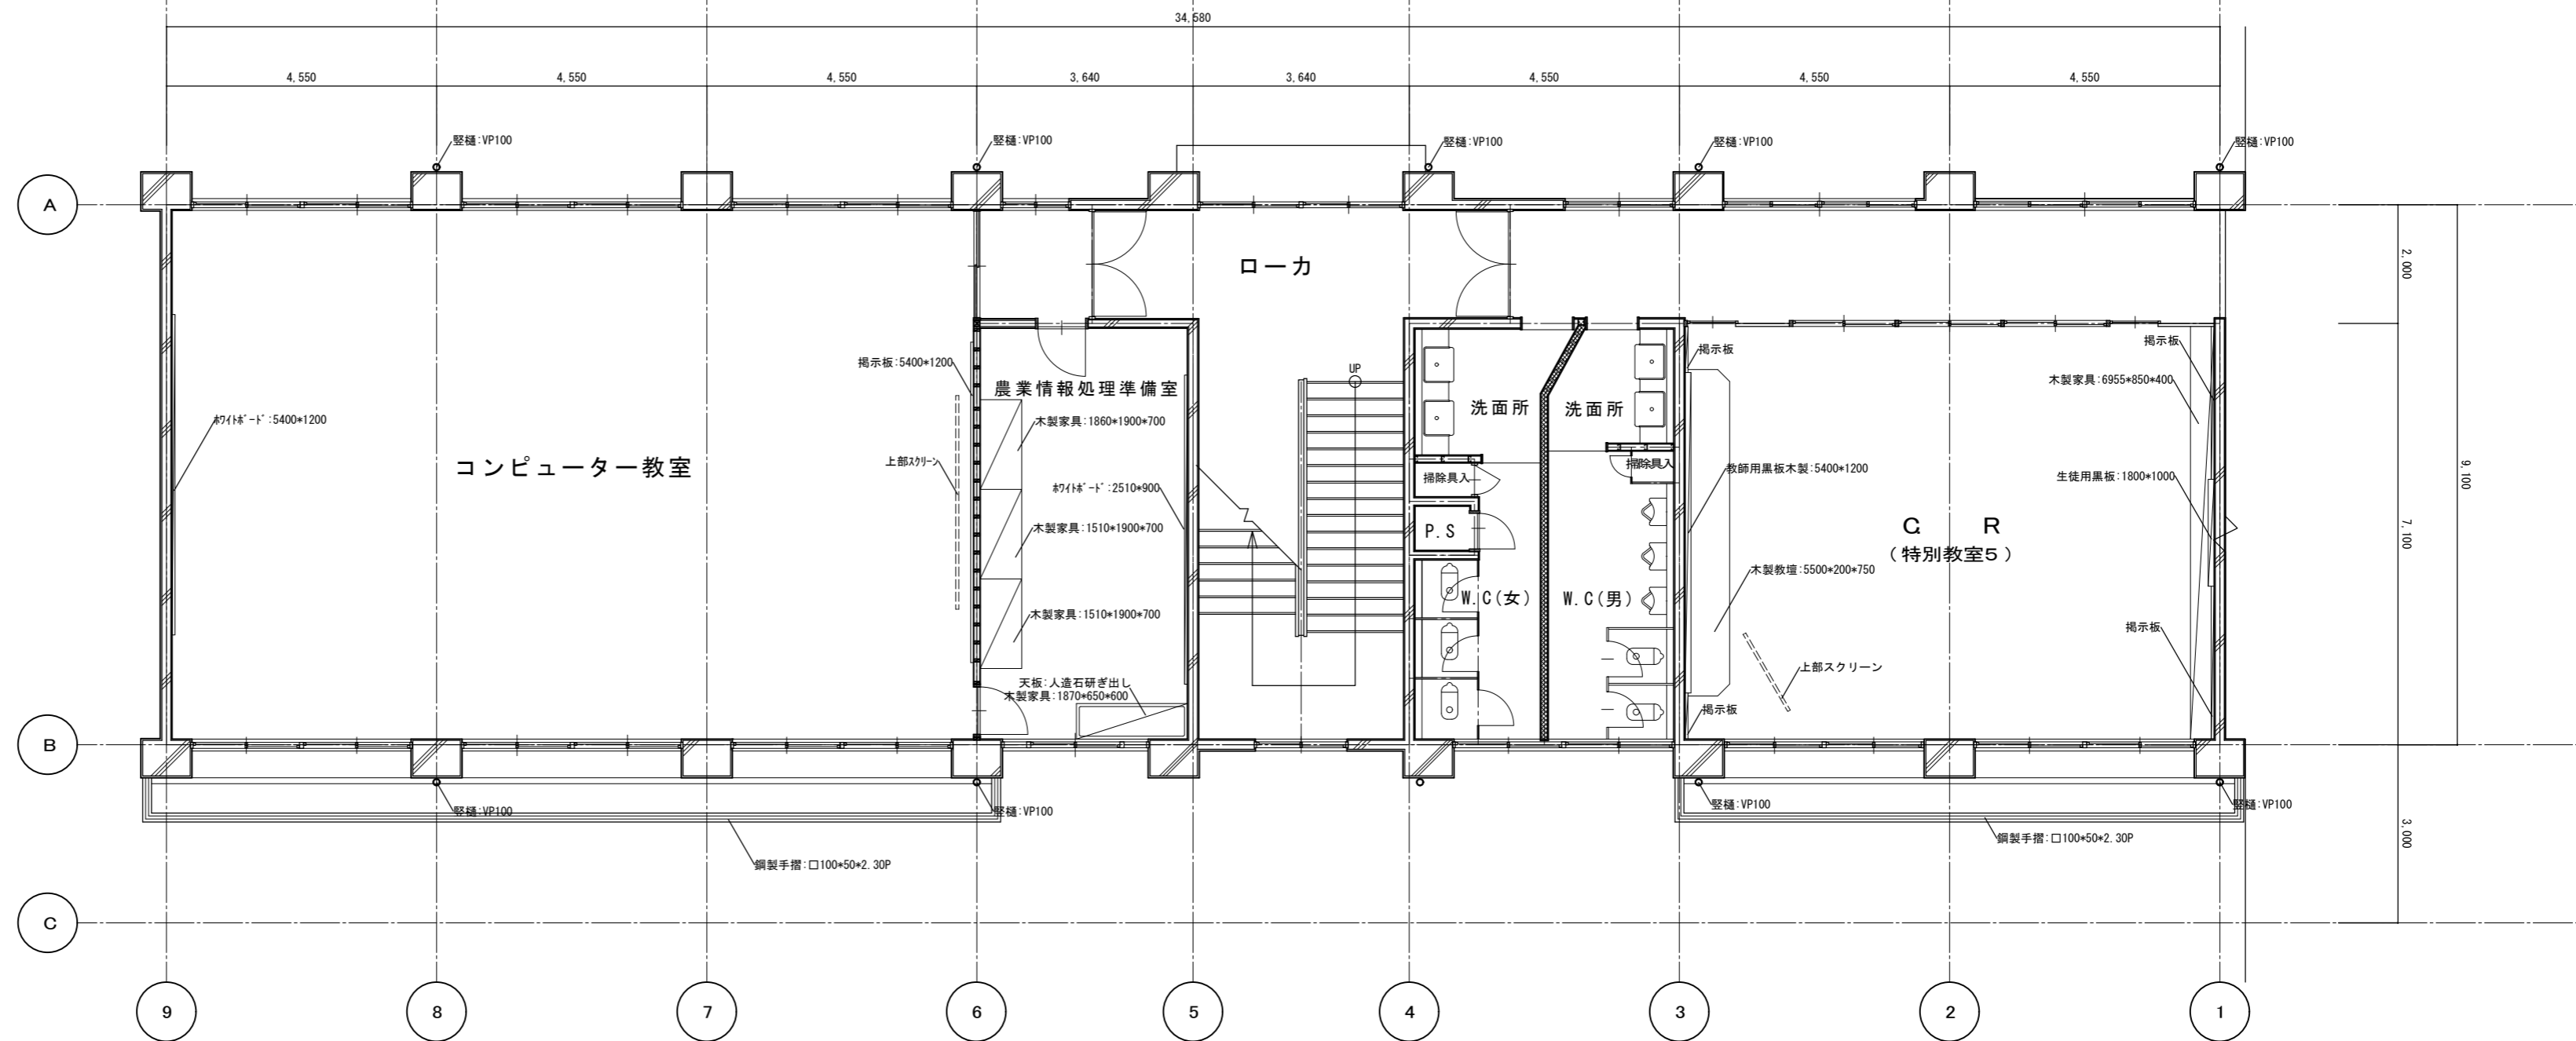 34,580
4,550
4,550
4,550
3,640
3,640
4,550
4,550
4,550
竪樋:VP100
竪樋:VP100
竪樋:VP100
竪樋:VP100
竪樋:VP100
A
ローカ
2,000
掲示板:5400*1200
農業情報処理準備室
UP
掲示板
掲示板
木製家具:6955*850*400
ﾎﾜｲﾄﾎﾞｰﾄﾞ:5400*1200
木製家具:1860*1900*700
洗面所
洗面所
コンピューター教室
上部ｽｸﾘｰﾝ
ﾎﾜｲﾄﾎﾞｰﾄﾞ:2510*900
掃除具入
掃除具入
教師用黒板木製:5400*1200
生徒用黒板:1800*1000
9,100
木製家具:1510*1900*700
P.S
C R
(特別教室5)
7,100
木製教壇:5500*200*750
木製家具:1510*1900*700
W.C(女)
W.C(男)
掲示板
上部スクリーン
天板:人造石研ぎ出し
木製家具:1870*650*600
掲示板
B
竪樋:VP100
竪樋:VP100
竪樋:VP100
竪樋:VP100
鋼製手摺:□100*50*2.30P
鋼製手摺:□100*50*2.30P
3,000
C
9
8
7
6
5
4
3
2
1